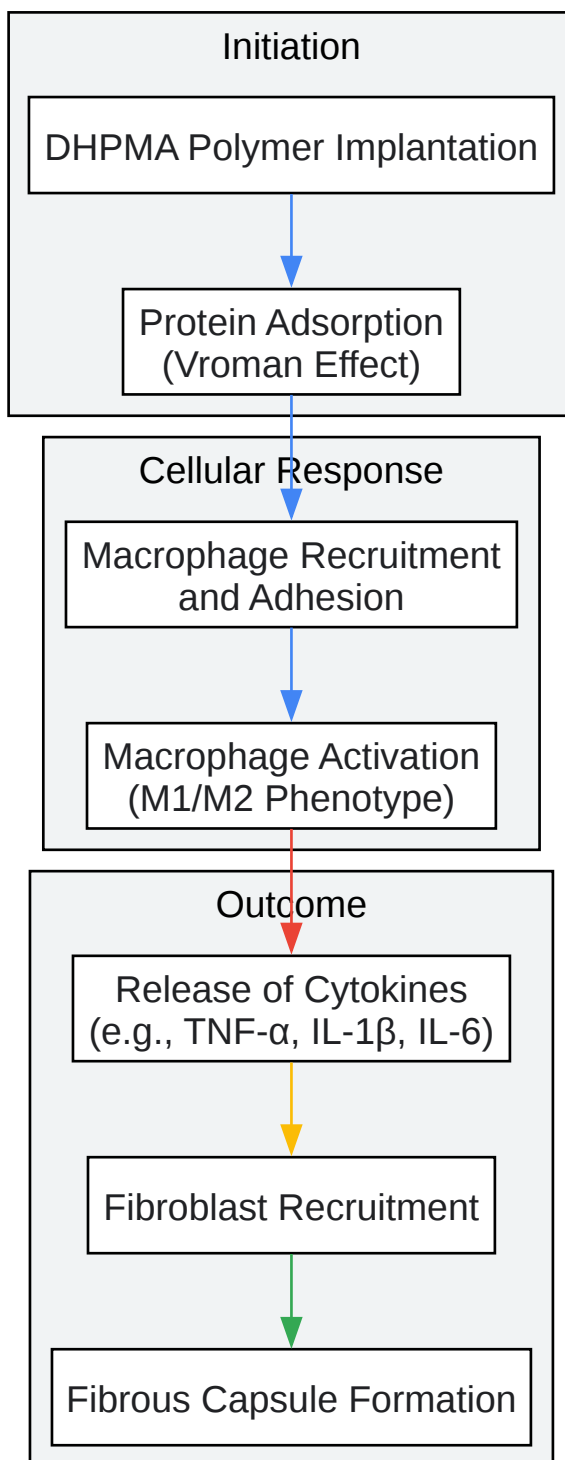 Initiation
DHPMA Polymer Implantation
Protein Adsorption
(Vroman Effect)
Cellular Response
Macrophage Recruitment
and Adhesion
Macrophage Activation
(M1/M2 Phenotype)
Outcome
Release of Cytokines
(e.g., TNF-α, IL-1β, IL-6)
Fibroblast Recruitment
Fibrous Capsule Formation